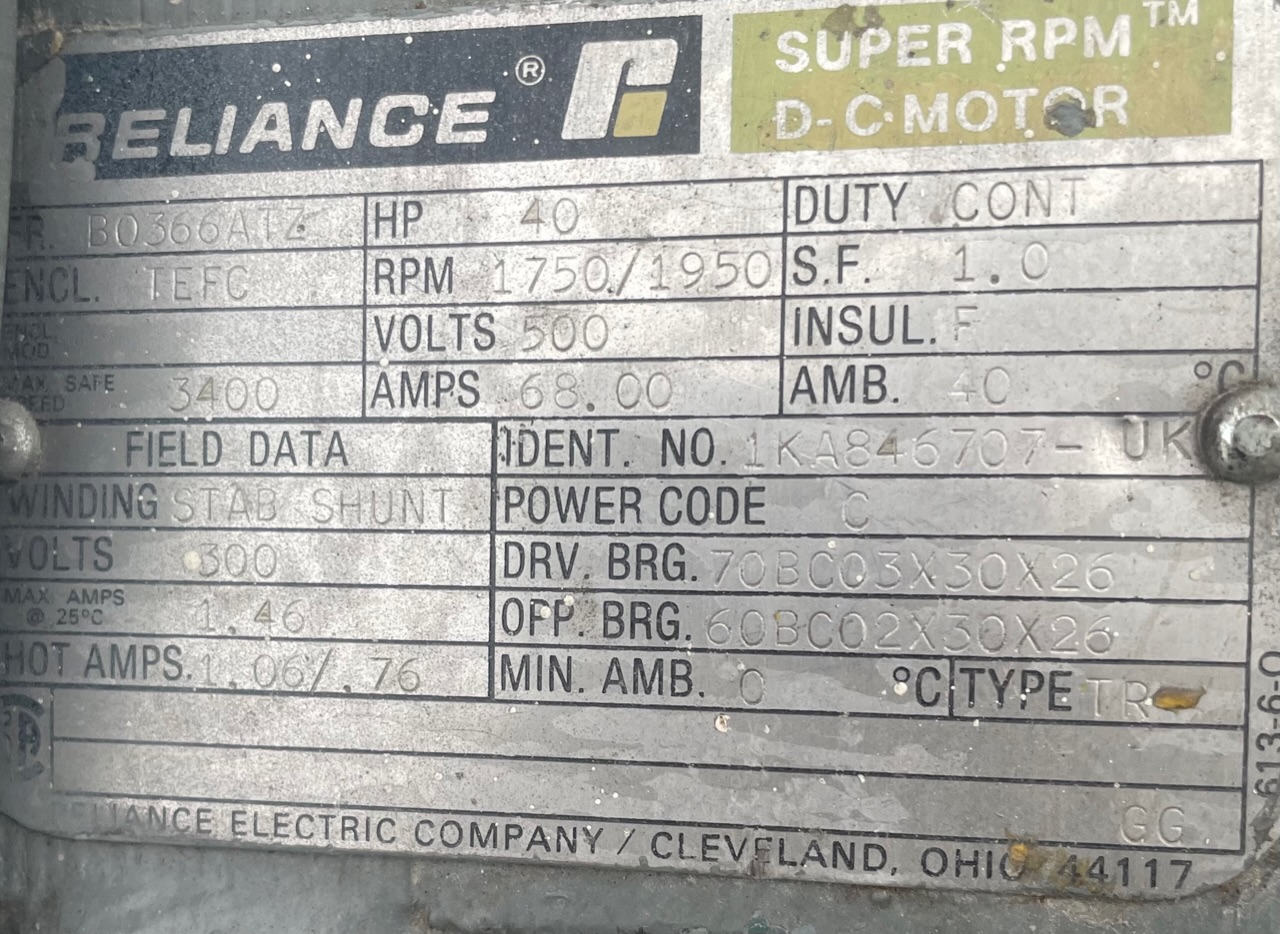 RELIANCE ®
SUPER RPM™
D-C MOTOR
FR. B0366ATZ HP 40 DUTY CONT
ENCL. TEFC RPM 1750/1950 S.F. 1.0
ENCL. MOD VOLTS 500 INSUL. F
MAX SAFE SPEED 3400 AMPS 68.00 AMB. 40 °C
FIELD DATA IDENT. NO. 1KA846707- UK
WINDING STAB SHUNT POWER CODE C
VOLTS 300 DRV. BRG. 70BC03X30X26
MAX AMPS @ 25°C 1.46 OPP. BRG. 60BC02X30X26
HOT AMPS. 1.06/.76 MIN. AMB. 0 °C TYPE TR
GG
RELIANCE ELECTRIC COMPANY / CLEVELAND, OHIO 44117
613-6-Q